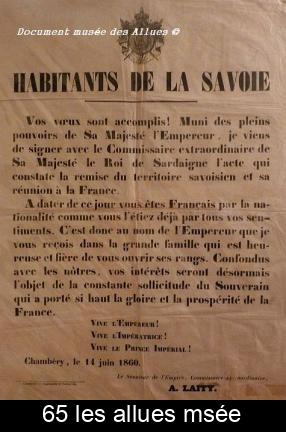 Document musée des Allues ©
HABITANTS DE LA SAVOIE
Vos vœux sont accomplis! Muni des pleins
pouvoirs de Sa Majesté l'Empereur, je viens
de signer avec le Commissaire extraordinaire de
Sa Majesté le Roi de Sardaigne l'acte qui
constate la remise du territoire savoisien et sa
réunion à la France.
A dater de ce jour vous êtes Français par la na-
tionalité comme vous l'étiez déjà par tous vos sen-
timents. C'est donc au nom de l'Empereur que je
vous reçois dans la grande famille qui est heu-
reuse et fière de vous ouvrir ses rangs. Confondus
avec les nôtres, vos intérêts seront désormais
l'objet de la constante sollicitude du Souverain
qui a porté si haut la gloire et la prospérité de la
France.
VIVE L'EMPEREUR!
VIVE L'IMPÉRATRICE!
VIVE LE PRINCE IMPÉRIAL!
Chambéry, le 14 juin 1860.
Le Sénateur de l'Empire, Commissaire extraordinaire,
A. LAITY.
65 les allues msée